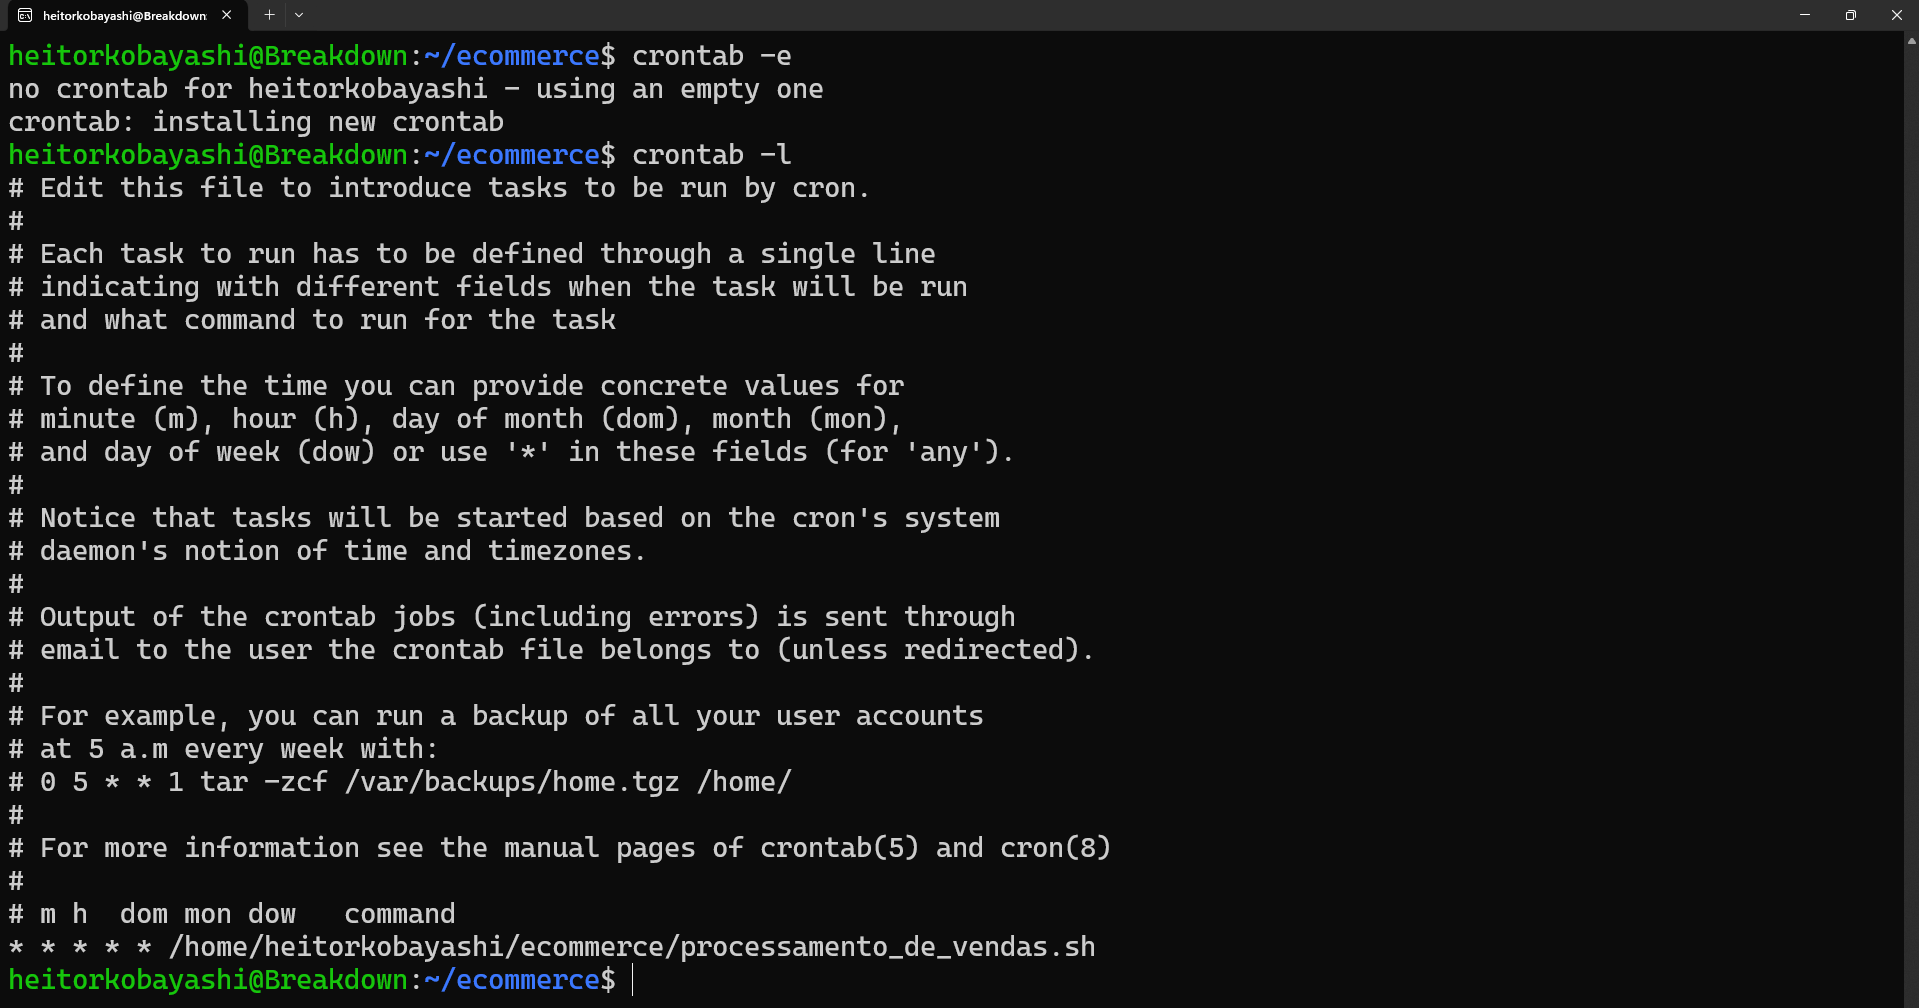 heitorkobayashi@Breakdown:
heitorkobayashi@Breakdown:~/ecommerce$ crontab -e
no crontab for heitorkobayashi - using an empty one
crontab: installing new crontab
heitorkobayashi@Breakdown:~/ecommerce$ crontab -l
# Edit this file to introduce tasks to be run by cron.
#
# Each task to run has to be defined through a single line
# indicating with different fields when the task will be run
# and what command to run for the task
#
# To define the time you can provide concrete values for
# minute (m), hour (h), day of month (dom), month (mon),
# and day of week (dow) or use '*' in these fields (for 'any').
#
# Notice that tasks will be started based on the cron's system
# daemon's notion of time and timezones.
#
# Output of the crontab jobs (including errors) is sent through
# email to the user the crontab file belongs to (unless redirected).
#
# For example, you can run a backup of all your user accounts
# at 5 a.m every week with:
# 0 5 * * 1 tar -zcf /var/backups/home.tgz /home/
#
# For more information see the manual pages of crontab(5) and cron(8)
#
# m h  dom mon dow   command
* * * * * /home/heitorkobayashi/ecommerce/processamento_de_vendas.sh
heitorkobayashi@Breakdown:~/ecommerce$